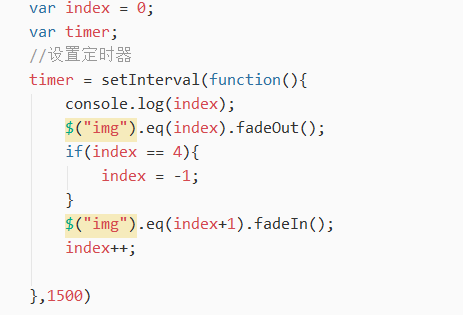 var index = 0;
var timer;
//设置定时器
timer = setInterval(function(){
console.log(index);
$("img").eq(index).fadeOut();
if(index == 4){
index = -1;
}
$("img").eq(index+1).fadeIn();
index++;
},1500)